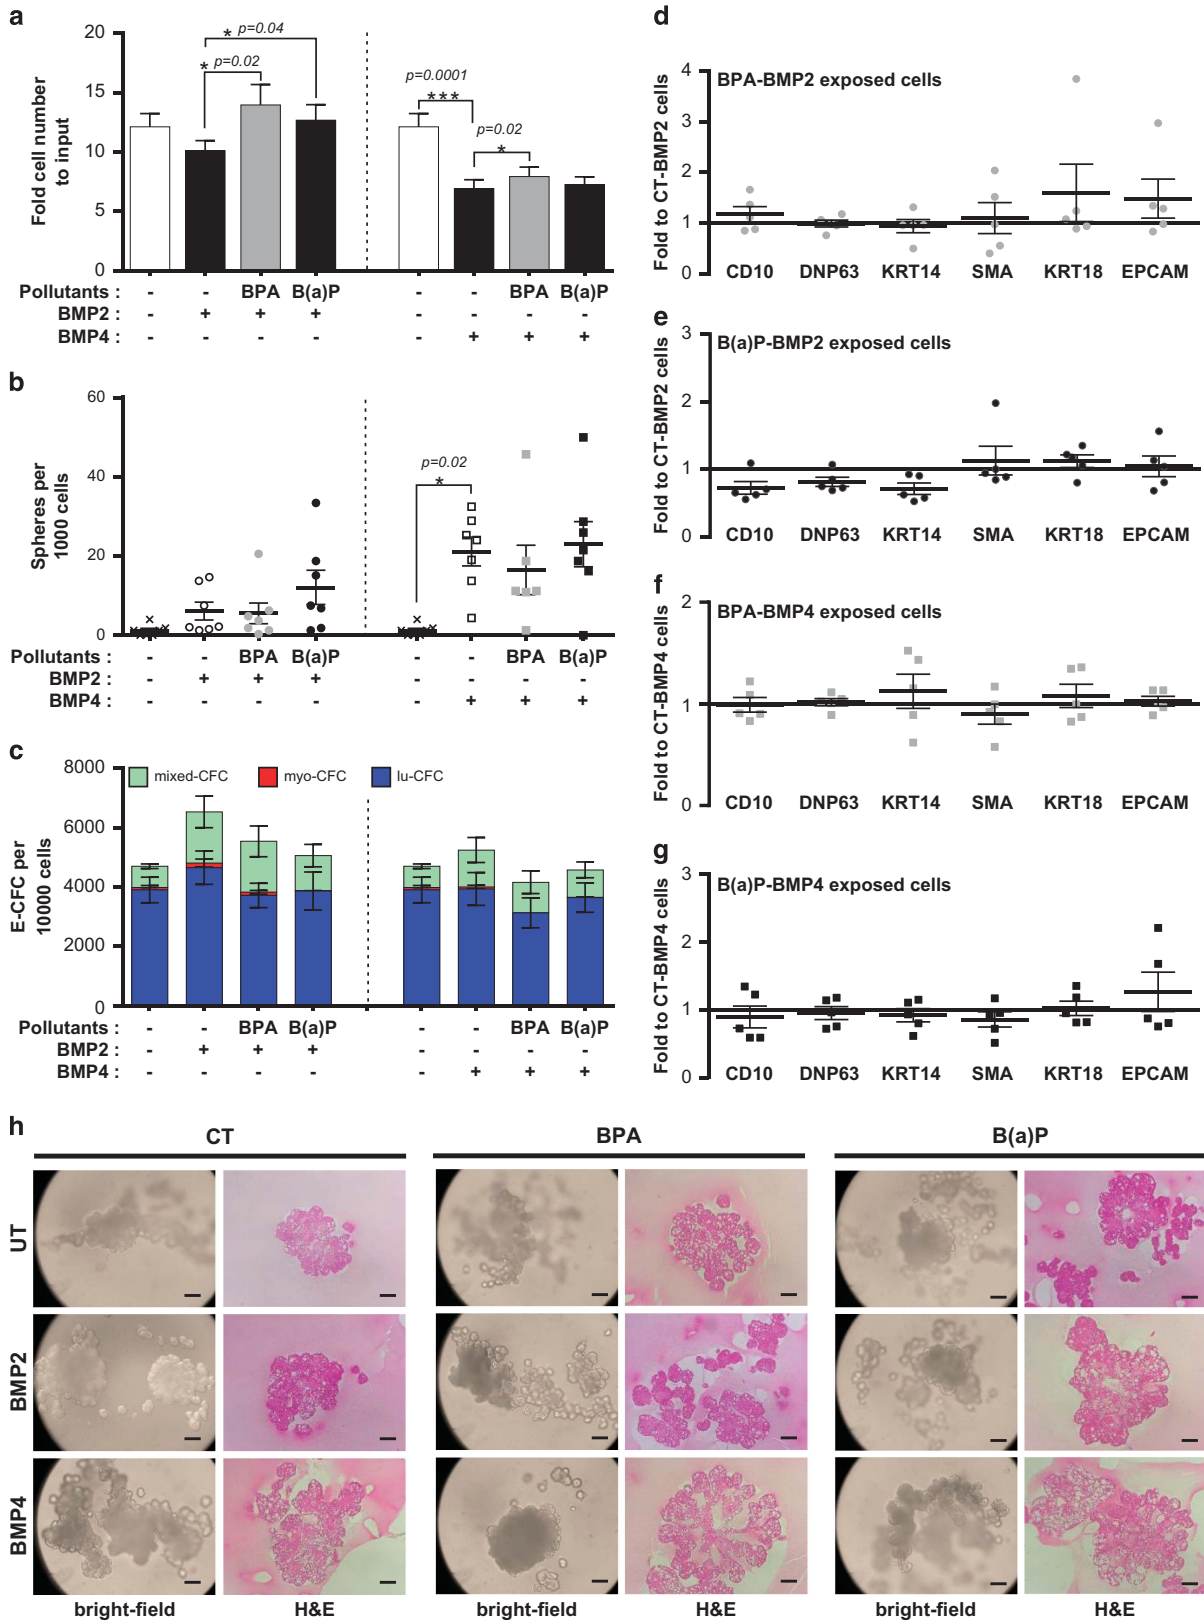 a
Fold cell number
to input
20
15
10
5
0
* p=0.04
* p=0.02
p=0.0001
***
p=0.02
*
Pollutants : - - BPA B(a)P - - BPA B(a)P
BMP2 : - + + + - - - -
BMP4 : - - - - - + + +
b
Spheres per
1000 cells
60
40
20
0
p=0.02
*
Pollutants : - - BPA B(a)P - - BPA B(a)P
BMP2 : - + + + - - - -
BMP4 : - - - - - + + +
c
E-CFC per
10000 cells
8000
6000
4000
2000
0
mixed-CFC myo-CFC lu-CFC
Pollutants : - - BPA B(a)P - - BPA B(a)P
BMP2 : - + + + - - - -
BMP4 : - - - - - + + +
d
Fold to CT-BMP2 cells
BPA-BMP2 exposed cells
4
3
2
1
0
CD10 DNP63 KRT14 SMA KRT18 EPCAM
e
Fold to CT-BMP2 cells
B(a)P-BMP2 exposed cells
3
2
1
0
CD10 DNP63 KRT14 SMA KRT18 EPCAM
f
Fold to CT-BMP4 cells
BPA-BMP4 exposed cells
2
1
0
CD10 DNP63 KRT14 SMA KRT18 EPCAM
g
Fold to CT-BMP4 cells
B(a)P-BMP4 exposed cells
3
2
1
0
CD10 DNP63 KRT14 SMA KRT18 EPCAM
h
CT BPA B(a)P
UT
BMP2
BMP4
bright-field H&E bright-field H&E bright-field H&E